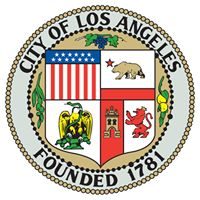 CITY OF LOS ANGELES
FOUNDED 1781